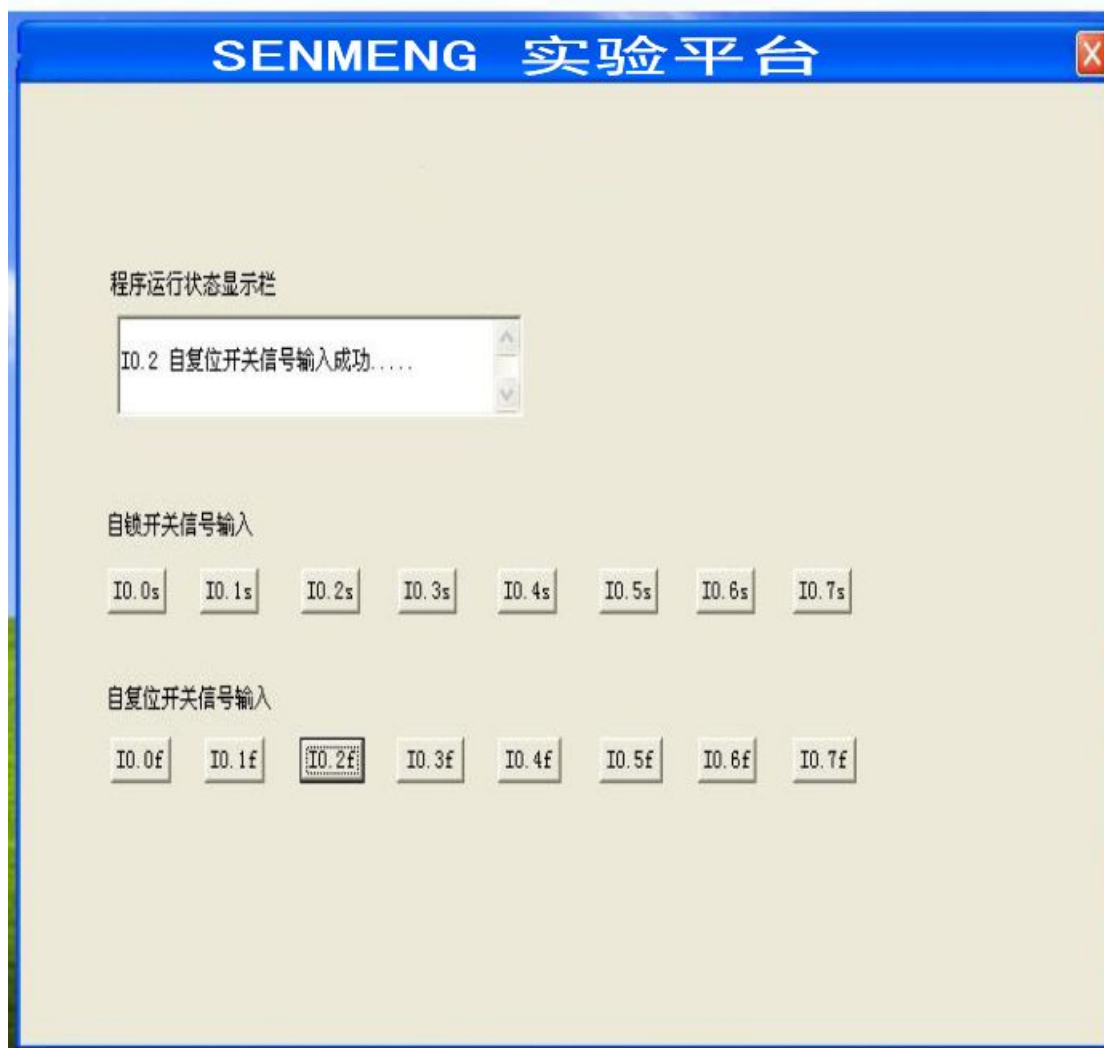 SENMENG 实验平台
程序运行状态显示栏
I0.2 自复位开关信号输入成功.....
自锁开关信号输入
I0.0s I0.1s I0.2s I0.3s I0.4s I0.5s I0.6s I0.7s
自复位开关信号输入
I0.0f I0.1f I0.2f I0.3f I0.4f I0.5f I0.6f I0.7f